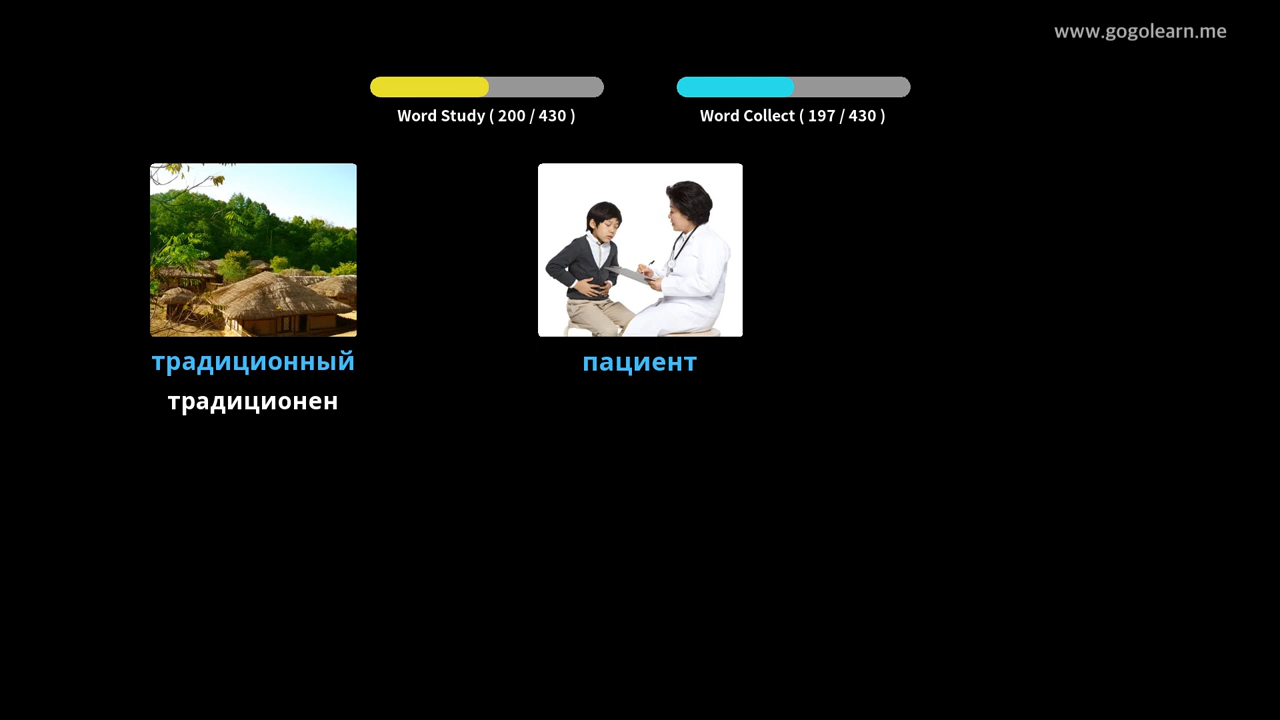 www.gogolearn.me
Word Study ( 200 / 430 )
Word Collect ( 197 / 430 )
традиционный
пациент
традиционен